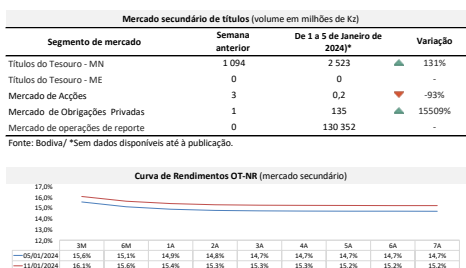 Mercado secundário de títulos (volume em milhões de Kz)
Segmento de mercado Semana anterior De 1 a 5 de Janeiro de 2024)* Variação
Títulos do Tesouro - MN 1 094 2 523 131%
Títulos do Tesouro - ME 0 0 -
Mercado de Acções 3 0,2 -93%
Mercado de Obrigações Privadas 1 135 15509%
Mercado de operações de reporte 0 130 352 -
Fonte: Bodiva/ *Sem dados disponíveis até à publicação.
Curva de Rendimentos OT-NR (mercado secundário)
17,0%
16,0%
15,0%
14,0%
13,0%
12,0%
3M 6M 1A 2A 3A 4A 5A 6A 7A
05/01/2024 15,6% 15,1% 14,9% 14,8% 14,7% 14,7% 14,7% 14,7% 14,7%
11/01/2024 16.1% 15.6% 15.4% 15.3% 15.3% 15.3% 15.2% 15.2% 15.2%